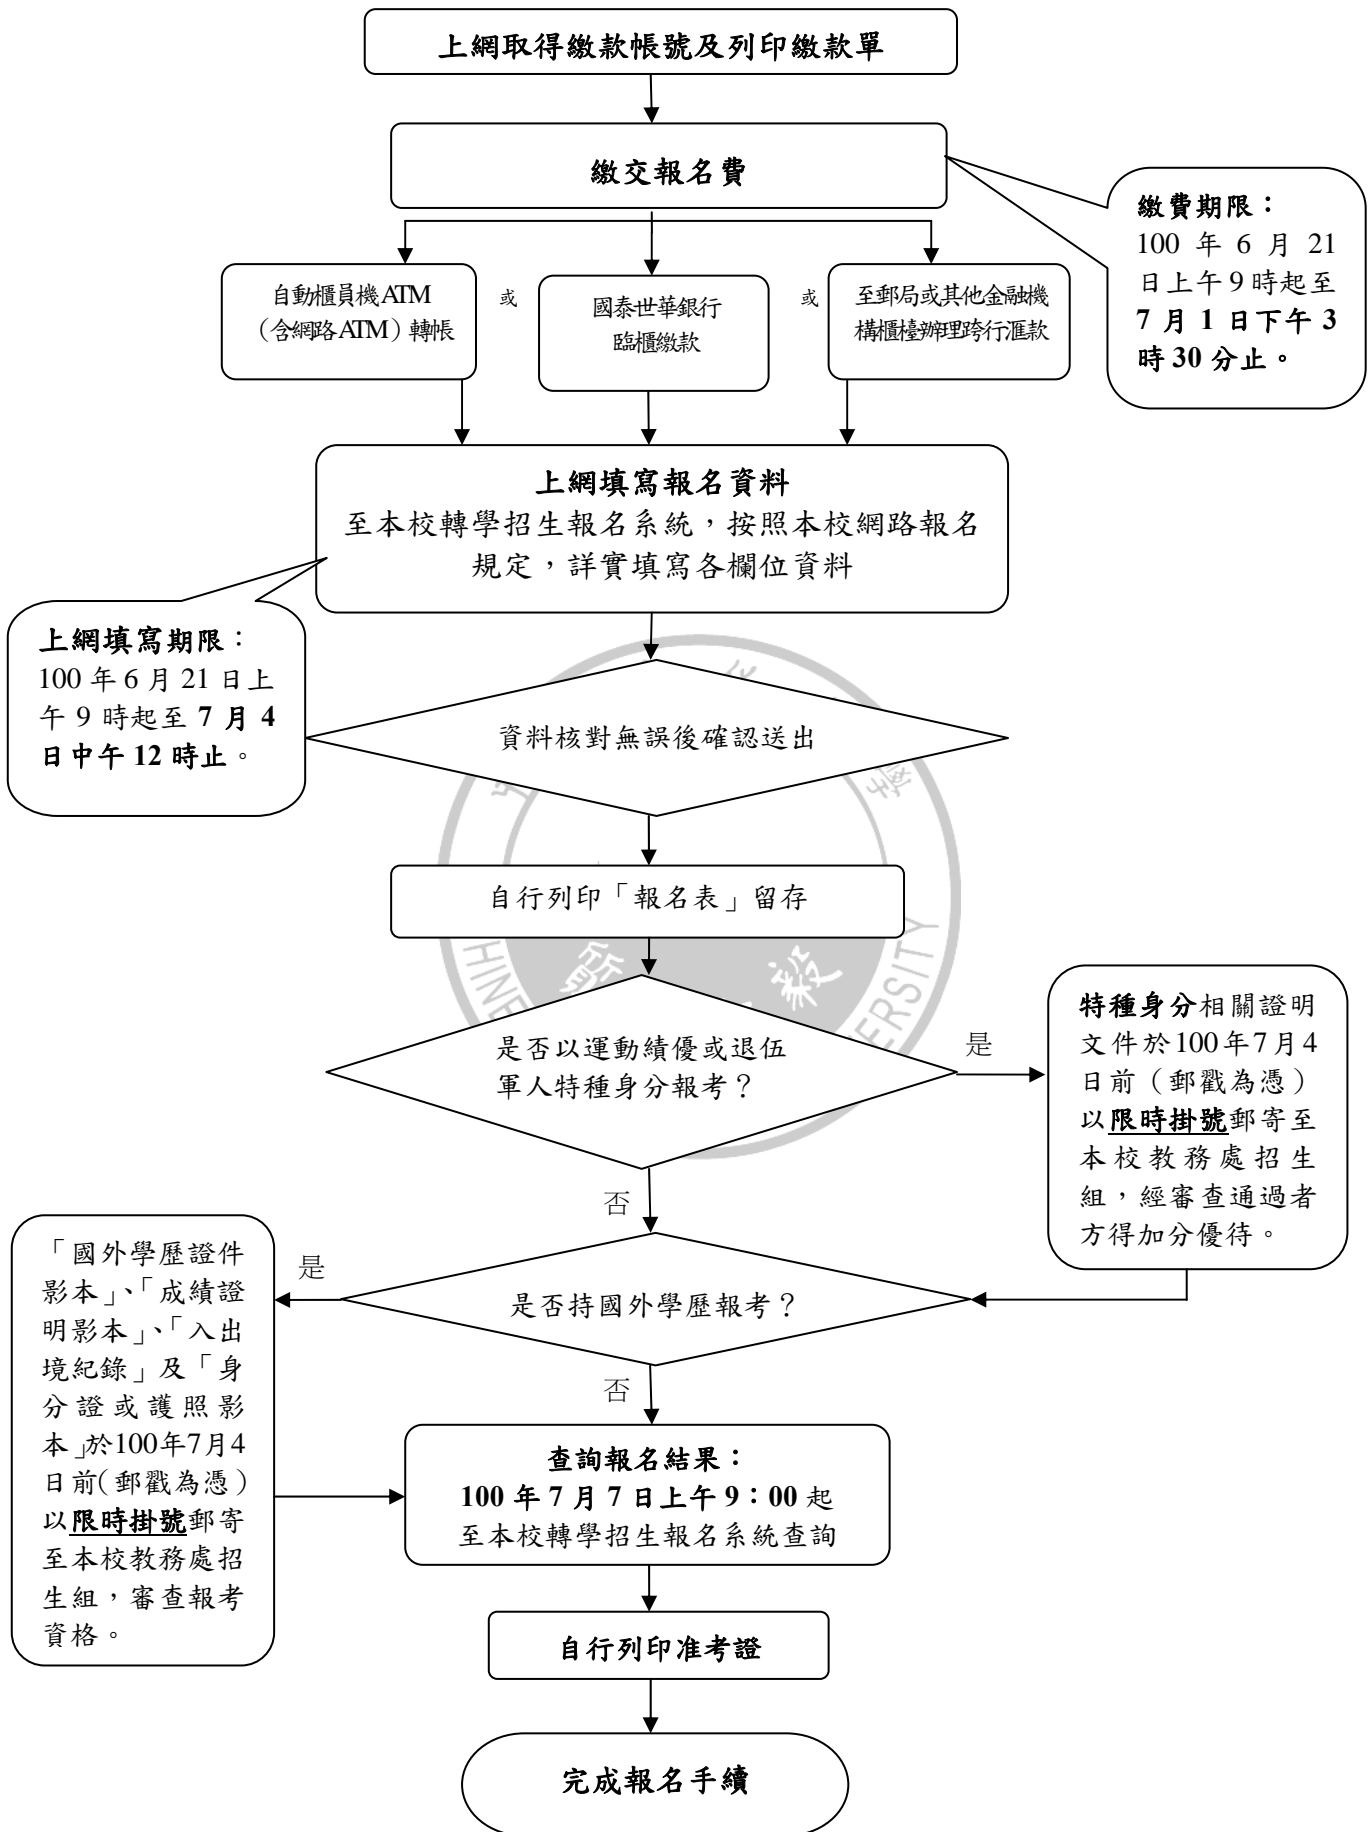 上網取得繳款帳號及列印繳款單
繳交報名費
繳費期限：
100 年 6 月 21
日上午 9 時起至
7 月 1 日下午 3
時 30 分止。
自動櫃員機ATM
（含網路ATM）轉帳
或
國泰世華銀行
臨櫃繳款
或
至郵局或其他金融機
構櫃檯辦理跨行匯款
上網填寫報名資料
至本校轉學招生報名系統，按照本校網路報名
規定，詳實填寫各欄位資料
上網填寫期限：
100 年 6 月 21 日上
午 9 時起至 7 月 4
日中午 12 時止。
資料核對無誤後確認送出
自行列印「報名表」留存
是否以運動績優或退伍
軍人特種身分報考？
是
特種身分相關證明
文件於100年7月4
日前（郵戳為憑）
以限時掛號郵寄至
本校教務處招生
組，經審查通過者
方得加分優待。
否
是否持國外學歷報考？
是
「國外學歷證件
影本」、「成績證
明影本」、「入出
境紀錄」及「身
分證或護照影
本」於100年7月4
日前（郵戳為憑）
以限時掛號郵寄
至本校教務處招
生組，審查報考
資格。
否
查詢報名結果：
100 年 7 月 7 日上午 9：00 起
至本校轉學招生報名系統查詢
自行列印准考證
完成報名手續